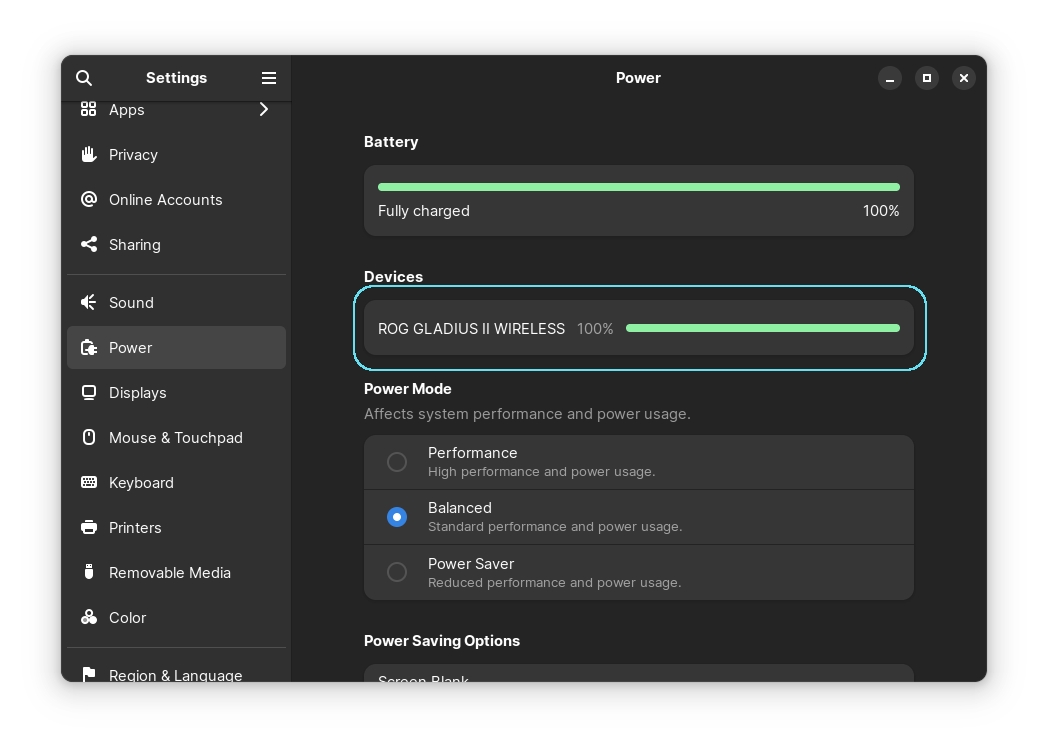 Settings
Apps
Privacy
Online Accounts
Sharing
Sound
Power
Displays
Mouse & Touchpad
Keyboard
Printers
Removable Media
Color
Region & Language
Power
Battery
Fully charged 100%
Devices
ROG GLADIUS II WIRELESS 100%
Power Mode
Affects system performance and power usage.
Performance
High performance and power usage.
Balanced
Standard performance and power usage.
Power Saver
Reduced performance and power usage.
Power Saving Options
Screen Blank